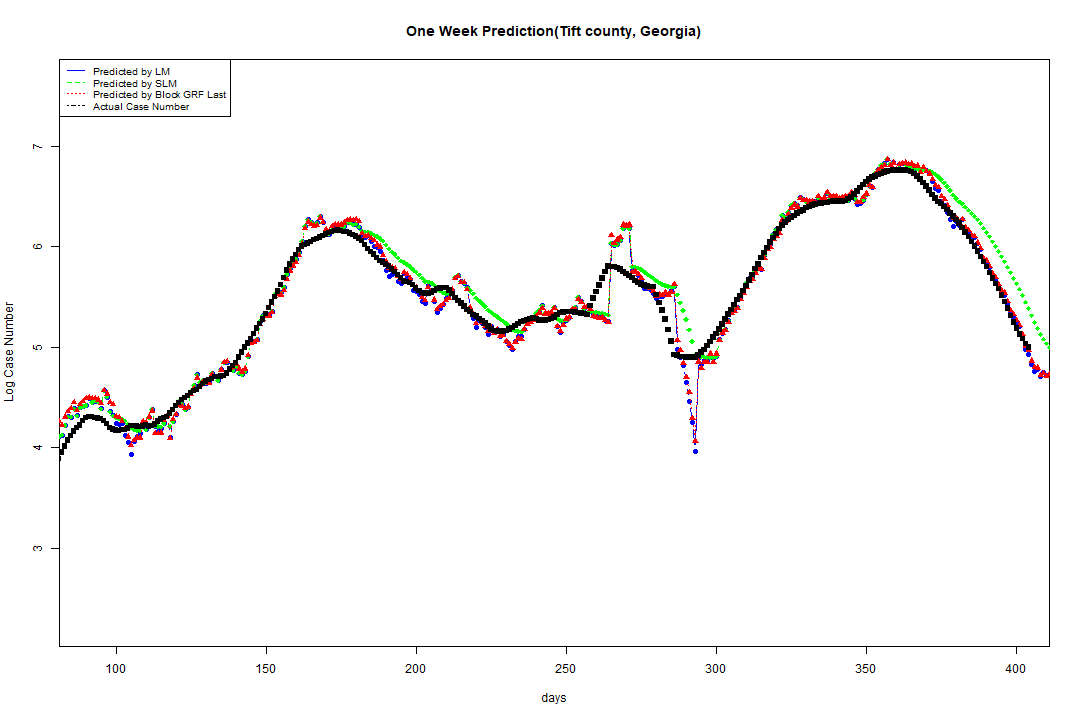 One Week Prediction(Tift county, Georgia)
Predicted by LM
Predicted by SLM
Predicted by Block GRF Last
Actual Case Number
7
6
5
4
3
Log Case Number
100 150 200 250 300 350 400
days